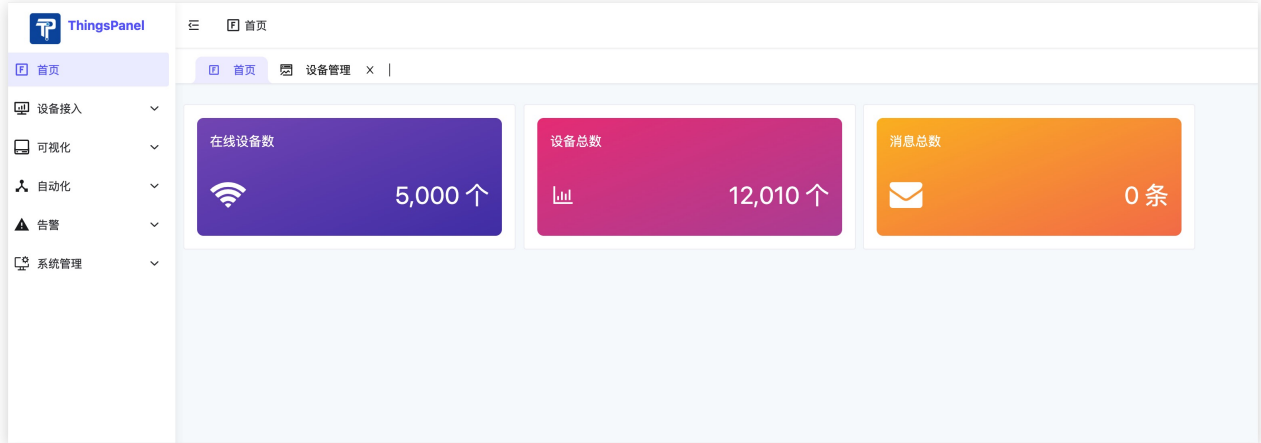 ThingsPanel
首页
首页
设备管理
首页
设备接入
可视化
自动化
告警
系统管理
在线设备数
5,000 个
设备总数
12,010 个
消息总数
0 条